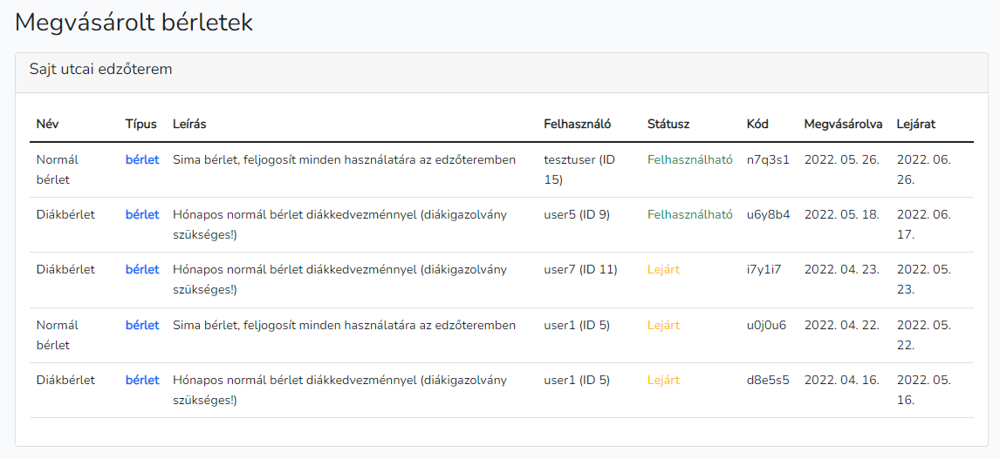 Megvásárolt bérletek
Sajt utcai edzőterem
Név Típus Leírás Felhasználó Státusz Kód Megvásárolva Lejárat
Normál bérlet Sima bérlet, feljogosít minden használatára az edzőteremben tesztuser (ID Felhasználható n7q3s1 2022. 05. 26. 2022. 06.
bérlet 15) 26.
Diákbérlet bérlet Hónapos normál bérlet diákkedvezménnyel (diákigazolvány user5 (ID 9) Felhasználható u6y8b4 2022. 05. 18. 2022. 06.
szükséges!) 17.
Diákbérlet bérlet Hónapos normál bérlet diákkedvezménnyel (diákigazolvány user7 (ID 11) Lejárt i7y1i7 2022. 04. 23. 2022. 05.
szükséges!) 23.
Normál bérlet Sima bérlet, feljogosít minden használatára az edzőteremben user1 (ID 5) Lejárt u0j0u6 2022. 04. 22. 2022. 05.
bérlet 22.
Diákbérlet bérlet Hónapos normál bérlet diákkedvezménnyel (diákigazolvány user1 (ID 5) Lejárt d8e5s5 2022. 04. 16. 2022. 05.
szükséges!) 16.